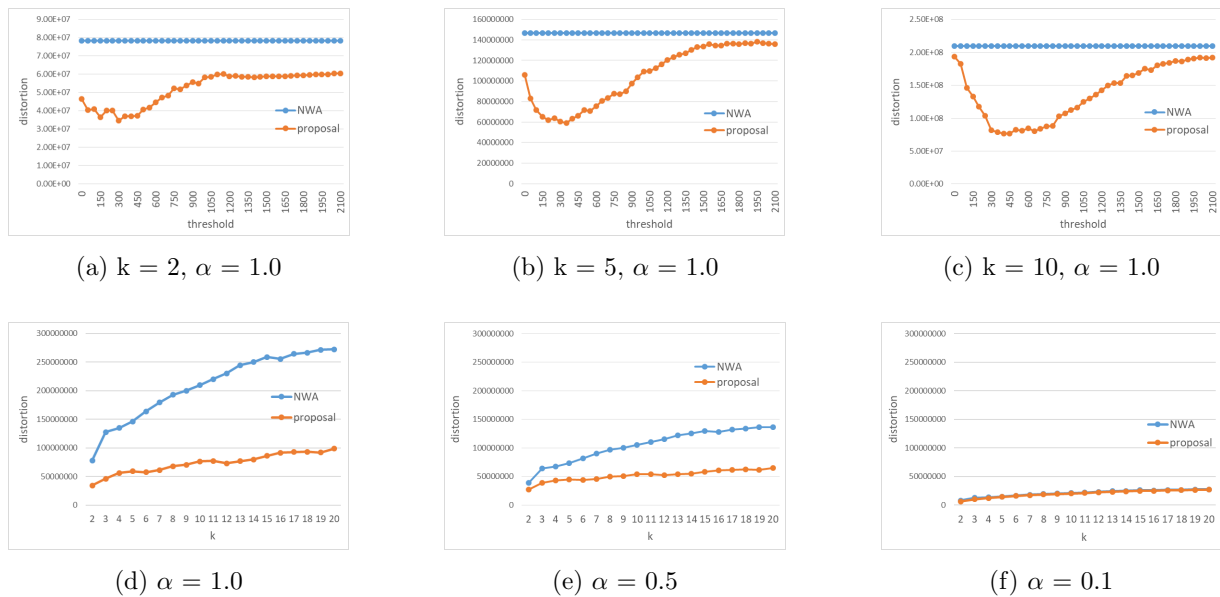 9.00E+07
8.00E+07
7.00E+07
6.00E+07
5.00E+07
4.00E+07
3.00E+07
2.00E+07
1.00E+07
0.00E+00
distortion
NWA
proposal
0 150 300 450 600 750 900 1050 1200 1350 1500 1650 1800 1950 2100
threshold
(a) k = 2, α = 1.0
160000000
140000000
120000000
100000000
80000000
60000000
40000000
20000000
0
distortion
NWA
proposal
0 150 300 450 600 750 900 1050 1200 1350 1500 1650 1800 1950 2100
threshold
(b) k = 5, α = 1.0
2.50E+08
2.00E+08
1.50E+08
1.00E+08
5.00E+07
0.00E+00
distortion
NWA
proposal
0 150 300 450 600 750 900 1050 1200 1350 1500 1650 1800 1950 2100
threshold
(c) k = 10, α = 1.0
300000000
250000000
200000000
150000000
100000000
50000000
0
distortion
NWA
proposal
2 3 4 5 6 7 8 9 10 11 12 13 14 15 16 17 18 19 20
k
(d) α = 1.0
300000000
250000000
200000000
150000000
100000000
50000000
0
distortion
NWA
proposal
2 3 4 5 6 7 8 9 10 11 12 13 14 15 16 17 18 19 20
k
(e) α = 0.5
300000000
250000000
200000000
150000000
100000000
50000000
0
distortion
NWA
proposal
2 3 4 5 6 7 8 9 10 11 12 13 14 15 16 17 18 19 20
k
(f) α = 0.1